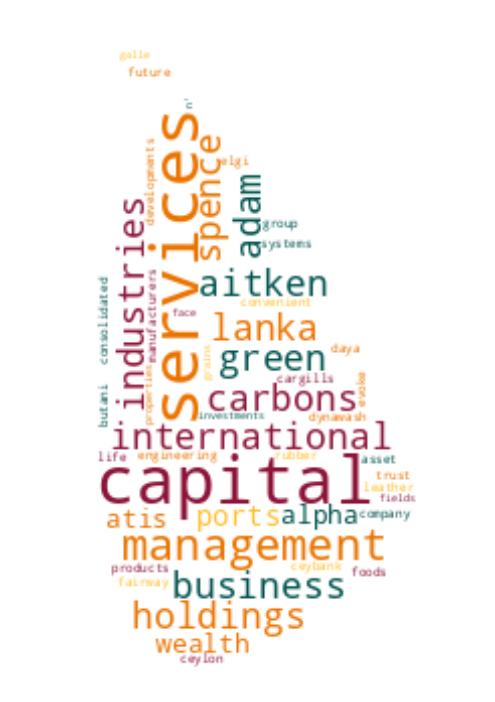 galle
future
c'
services
developments
spence
elgi
adam
group
systems
industries
manufacturers
consolidated
aitken
convenient
face
lanka
grains
green
daya
cargills
evoke
properties
butani
carbons
investments
dynawash
international
life
engineering
rubber
asset
capital
trust
leather
fields
atis
ports
alpha
company
management
products
ceybank
foods
fairway
business
holdings
wealth
ceylon